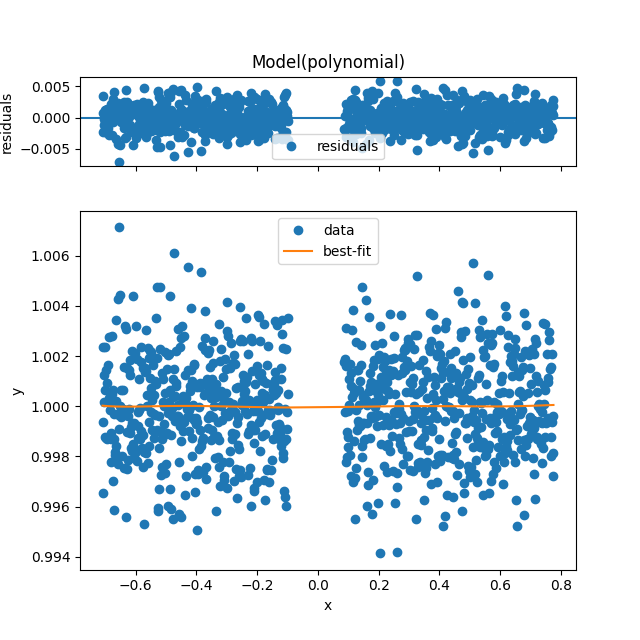 Model(polynomial)
0.005
0.000
−0.005
residuals
residuals
data
best-fit
1.006
1.004
1.002
1.000
0.998
0.996
0.994
y
−0.6 −0.4 −0.2 0.0 0.2 0.4 0.6 0.8
x